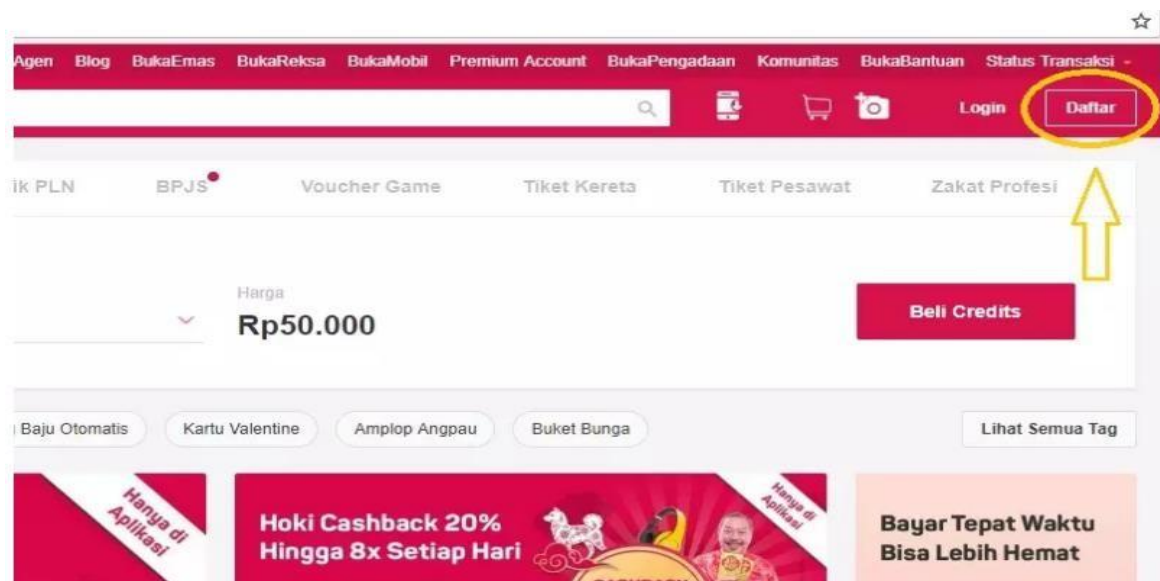 Agen Blog BukaEmas BukaReksa BukaMobil Premium Account BukaPengadaan Komunitas BukaBantuan Status Transaksi
Login Daftar
ik PLN BPJS Voucher Game Tiket Kereta Tiket Pesawat Zakat Profesi
Harga
Rp50.000
Beli Credits
Baju Otomatis Kartu Valentine Amplop Angpau Buket Bunga Lihat Semua Tag
Hanya di
Aplikasi
Hoki Cashback 20%
Hingga 8x Setiap Hari
Hanya di
Aplikasi
CASHBACK
Bayar Tepat Waktu
Bisa Lebih Hemat